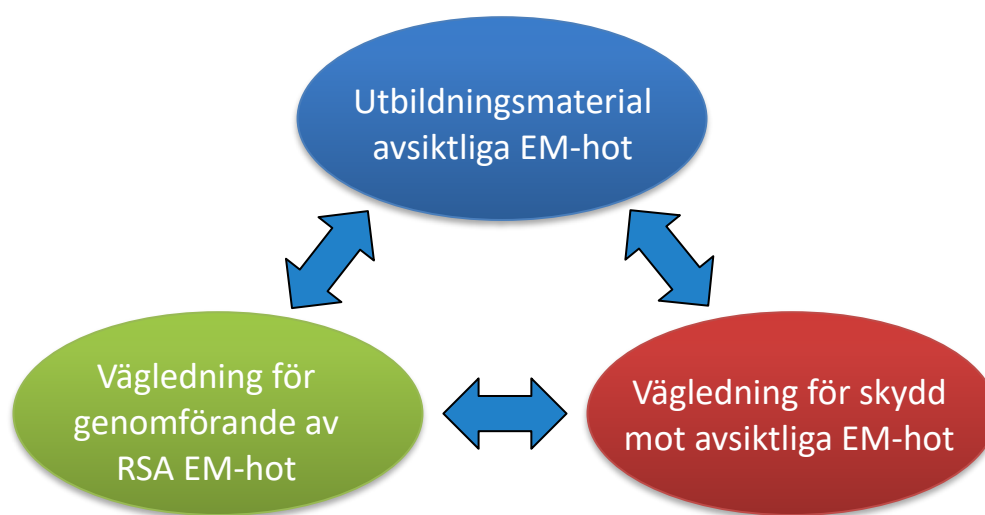 Utbildningsmaterial
avsiktliga EM-hot
Vägledning för
genomförande av
RSA EM-hot
Vägledning för skydd
mot avsiktliga EM-hot